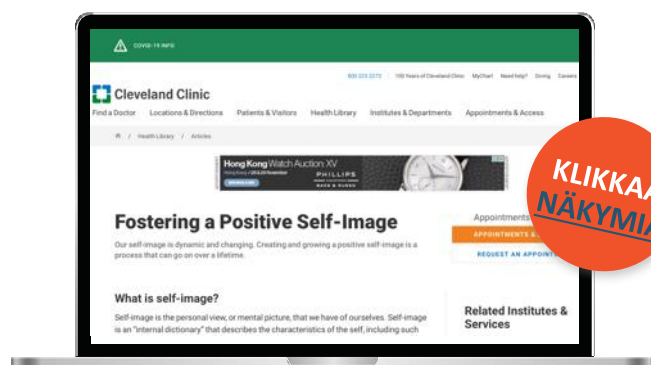 COVID-19 INFO
100 Years of Cleveland Clinic MyChart Need help? Giving Careers
Cleveland Clinic
Find a Doctor Locations & Directions Patients & Visitors Health Library Institutes & Departments Appointments & Access
/ Health Library / Articles
Hong Kong Watch Auction: XV
PHILLIPS
Fostering a Positive Self-Image
Appointments
APPOINTMENTS &
REQUEST AN
Our self-image is dynamic and changing. Creating and growing a positive self-image is a
process that can go on over a lifetime.
KLIKKAA
NÄKYMIÄ
What is self-image?
Self-image is the personal view, or mental picture, that we have of ourselves. Self-image
is an "internal dictionary" that describes the characteristics of the self, including such
Related Institutes &
Services